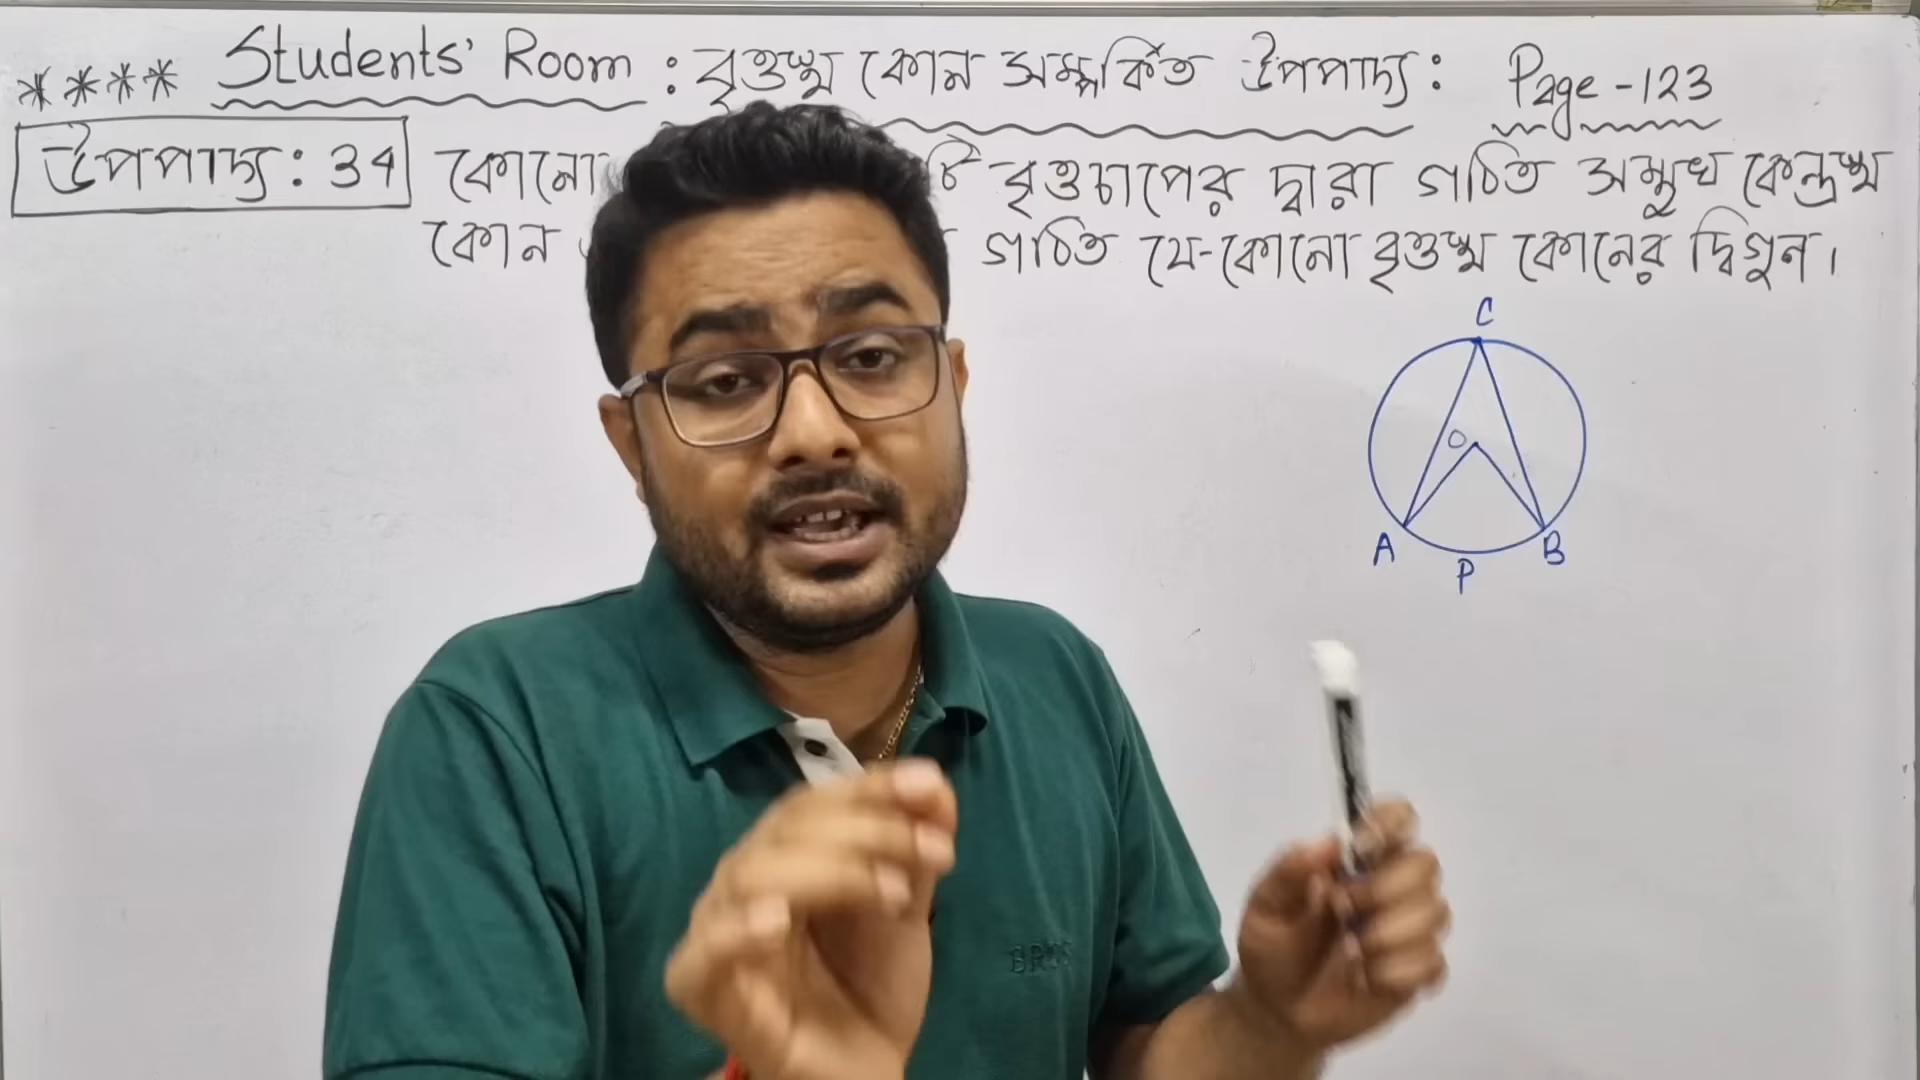 **** Students' Room : বৃত্তস্থ কোন সম্পর্কিত উপপাদ্য : Page - 123
উপপাদ্য : 34 কোনো টি বৃত্তচাপের দ্বারা গঠিত সম্মুখ কেন্দ্রস্থ
কোন গঠিত যে-কোনো বৃত্তস্থ কোনের দ্বিগুন।
C
O
A B
P